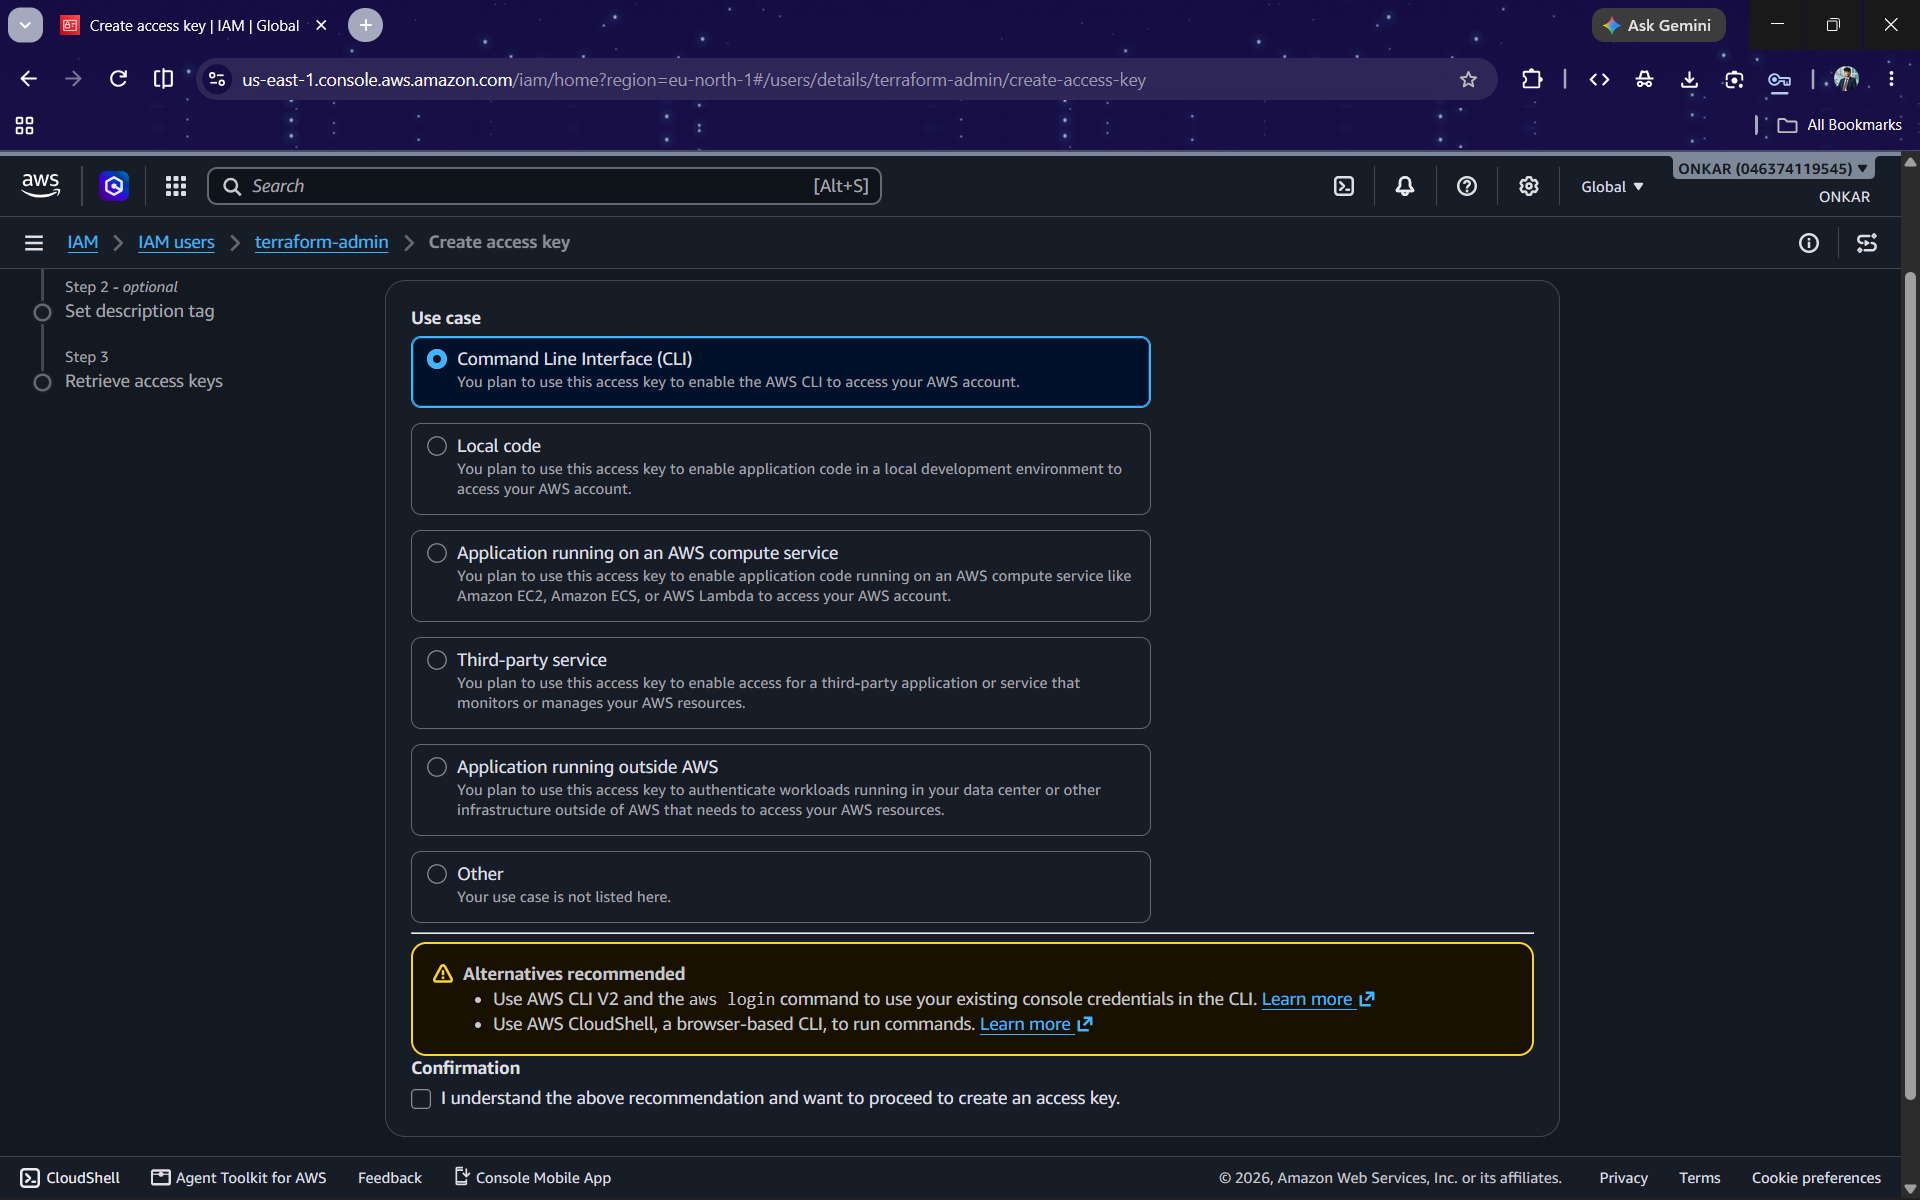 Create access key | IAM | Global
Ask Gemini
us-east-1.console.aws.amazon.com/iam/home?region=eu-north-1#/users/details/terraform-admin/create-access-key
All Bookmarks
aws
Search
[Alt+S]
Global
ONKAR (046374119545)
ONKAR
IAM
IAM users
terraform-admin
Create access key
Step 2 - optional
Set description tag
Step 3
Retrieve access keys
Use case
Command Line Interface (CLI)
You plan to use this access key to enable the AWS CLI to access your AWS account.
Local code
You plan to use this access key to enable application code in a local development environment to
access your AWS account.
Application running on an AWS compute service
You plan to use this access key to enable application code running on an AWS compute service like
Amazon EC2, Amazon ECS, or AWS Lambda to access your AWS account.
Third-party service
You plan to use this access key to enable access for a third-party application or service that
monitors or manages your AWS resources.
Application running outside AWS
You plan to use this access key to authenticate workloads running in your data center or other
infrastructure outside of AWS that needs to access your AWS resources.
Other
Your use case is not listed here.
Alternatives recommended
• Use AWS CLI V2 and the aws login command to use your existing console credentials in the CLI. Learn more
• Use AWS CloudShell, a browser-based CLI, to run commands. Learn more
Confirmation
I understand the above recommendation and want to proceed to create an access key.
CloudShell
Agent Toolkit for AWS
Feedback
Console Mobile App
© 2026, Amazon Web Services, Inc. or its affiliates.
Privacy
Terms
Cookie preferences